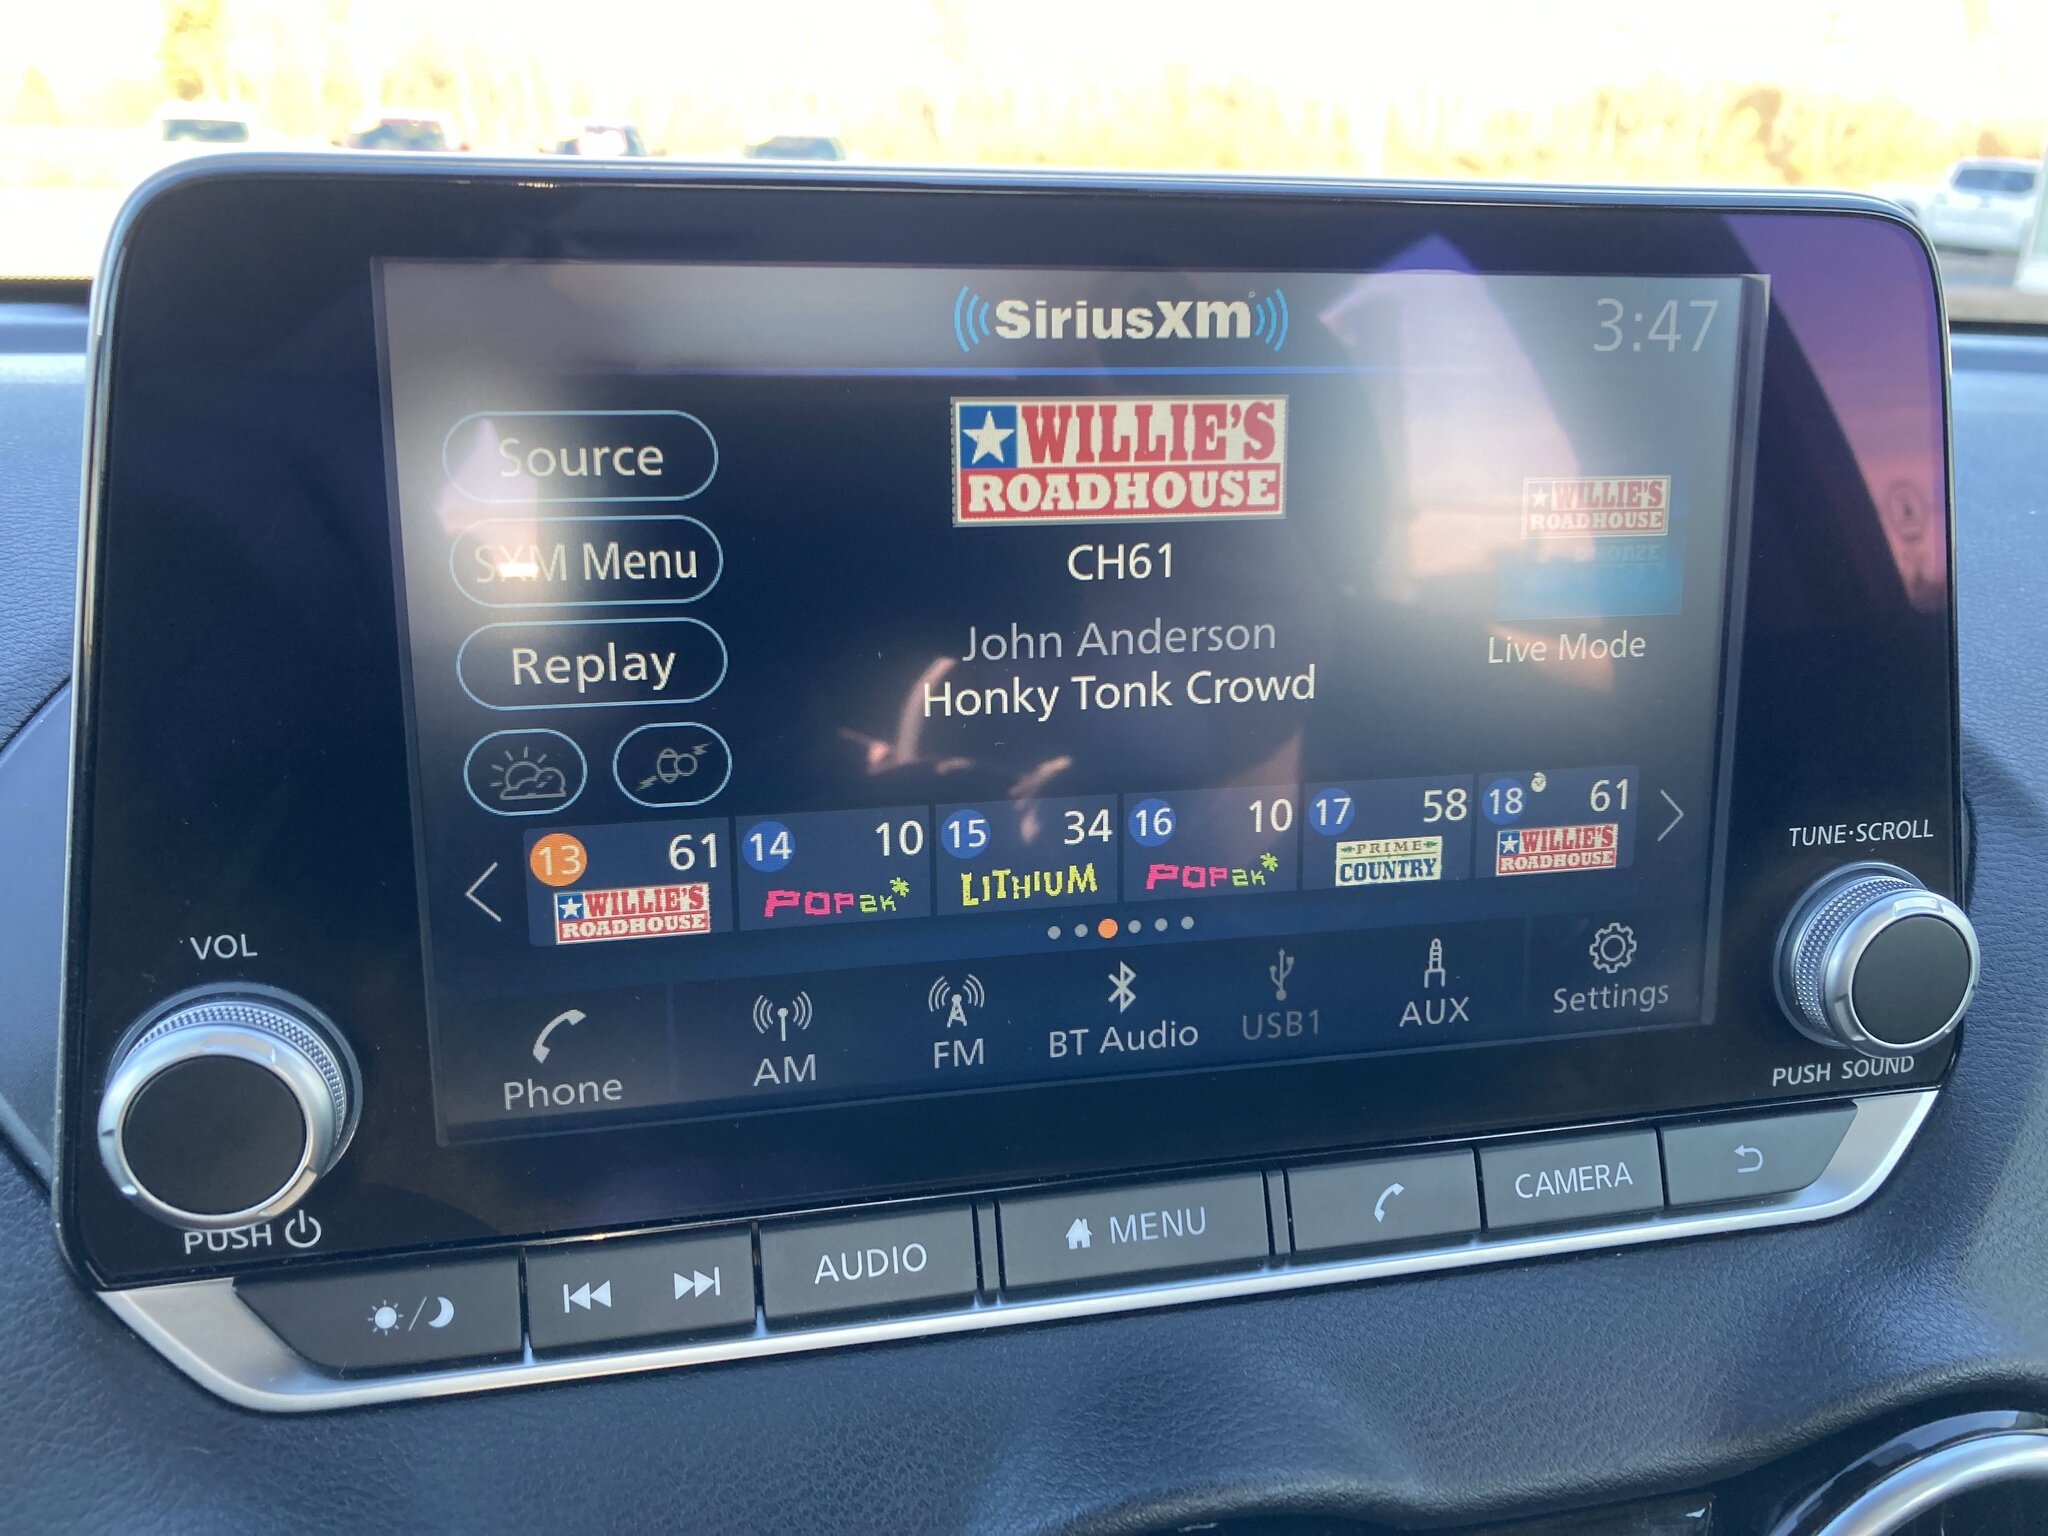 SiriusXm
3:47
Source
WILLIE'S
ROADHOUSE
WILLIE'S
ROADHOUSE
SXM Menu
CH61
Replay
John Anderson
Live Mode
Honky Tonk Crowd
13 61
WILLIE'S
ROADHOUSE
14 10
POP2K*
15 34
LITHIUM
16 10
POP2K*
17 58
PRIME
COUNTRY
18 61
WILLIE'S
ROADHOUSE
TUNE·SCROLL
VOL
Phone
AM
FM
BT Audio
USB1
AUX
Settings
PUSH SOUND
PUSH
AUDIO
MENU
CAMERA